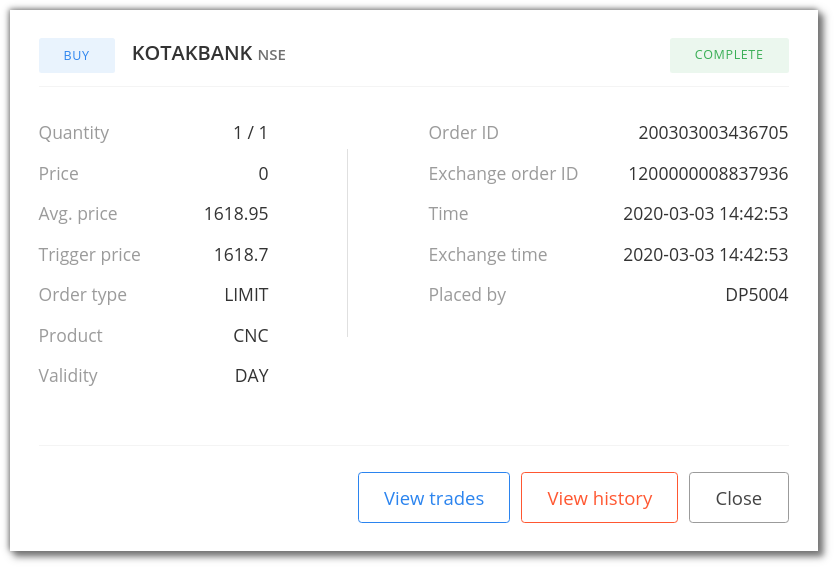 BUY KOTAKBANK NSE COMPLETE
Quantity 1 / 1
Price 0
Avg. price 1618.95
Trigger price 1618.7
Order type LIMIT
Product CNC
Validity DAY
Order ID 200303003436705
Exchange order ID 1200000008837936
Time 2020-03-03 14:42:53
Exchange time 2020-03-03 14:42:53
Placed by DP5004
View trades View history Close